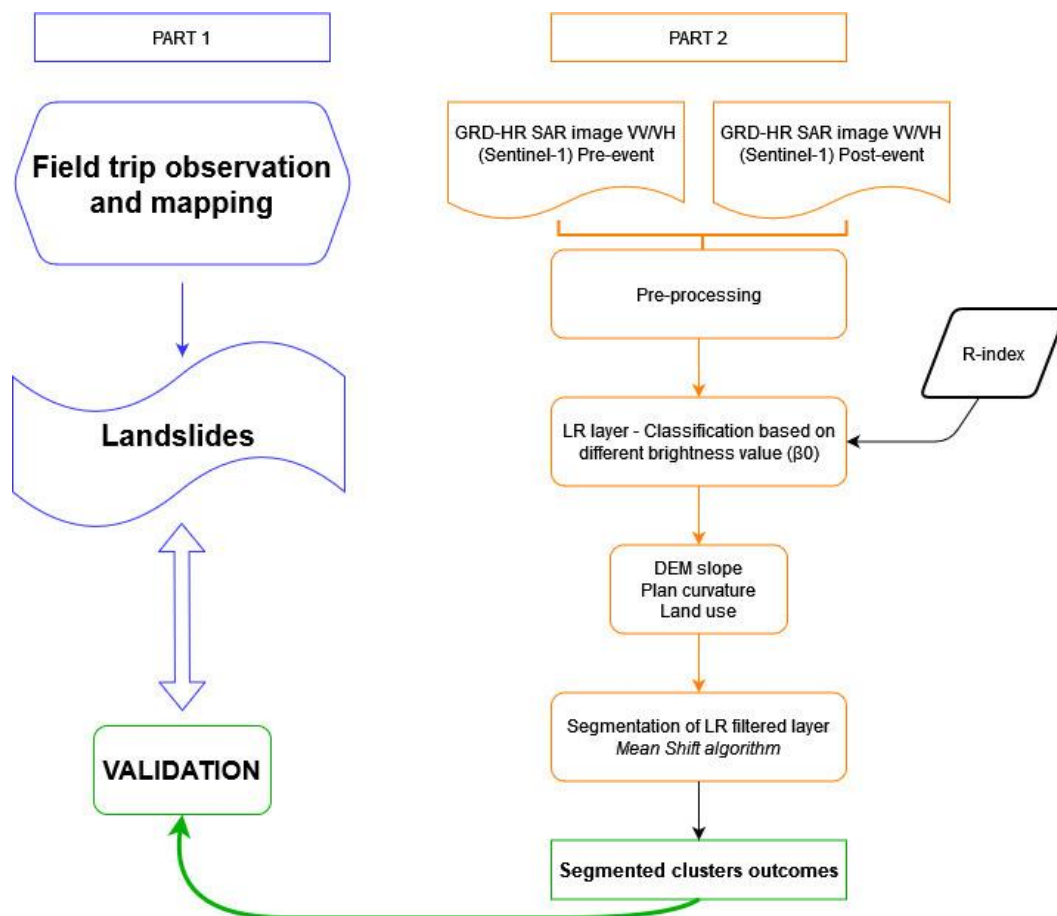 PART 1
Field trip observation
and mapping
Landslides
VALIDATION
PART 2
GRD-HR SAR image VV/VH
(Sentinel-1) Pre-event
GRD-HR SAR image VV/VH
(Sentinel-1) Post-event
Pre-processing
R-index
LR layer - Classification based on
different brightness value (β0)
DEM slope
Plan curvature
Land use
Segmentation of LR filtered layer
Mean Shift algorithm
Segmented clusters outcomes